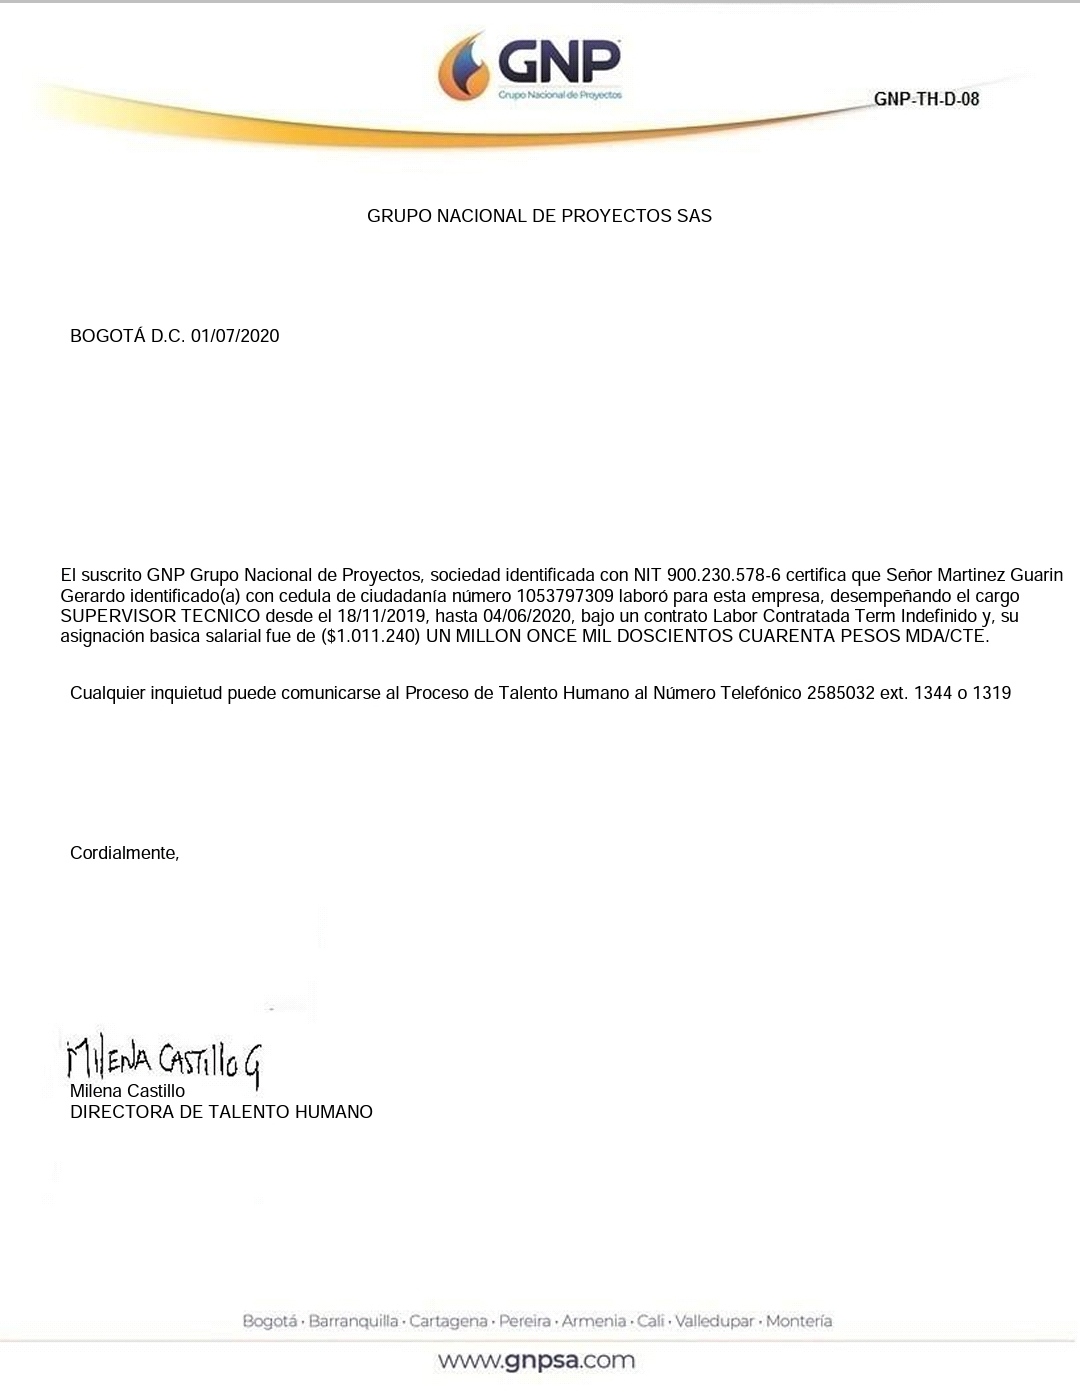 GNP
Grupo Nacional de Proyectos
GNP-TH-D-08
GRUPO NACIONAL DE PROYECTOS SAS
BOGOTÁ D.C. 01/07/2020
El suscrito GNP Grupo Nacional de Proyectos, sociedad identificada con NIT 900.230.578-6 certifica que Señor Martinez Guarin
Gerardo identificado(a) con cedula de ciudadanía número 1053797309 laboró para esta empresa, desempeñando el cargo
SUPERVISOR TECNICO desde el 18/11/2019, hasta 04/06/2020, bajo un contrato Labor Contratada Term Indefinido y, su
asignación basica salarial fue de ($1.011.240) UN MILLON ONCE MIL DOSCIENTOS CUARENTA PESOS MDA/CTE.
Cualquier inquietud puede comunicarse al Proceso de Talento Humano al Número Telefónico 2585032 ext. 1344 o 1319
Cordialmente,
MilENA CASTillo G
Milena Castillo
DIRECTORA DE TALENTO HUMANO
Bogotá · Barranquilla · Cartagena · Pereira · Armenia · Cali · Valledupar · Montería
www.gnpsa.com